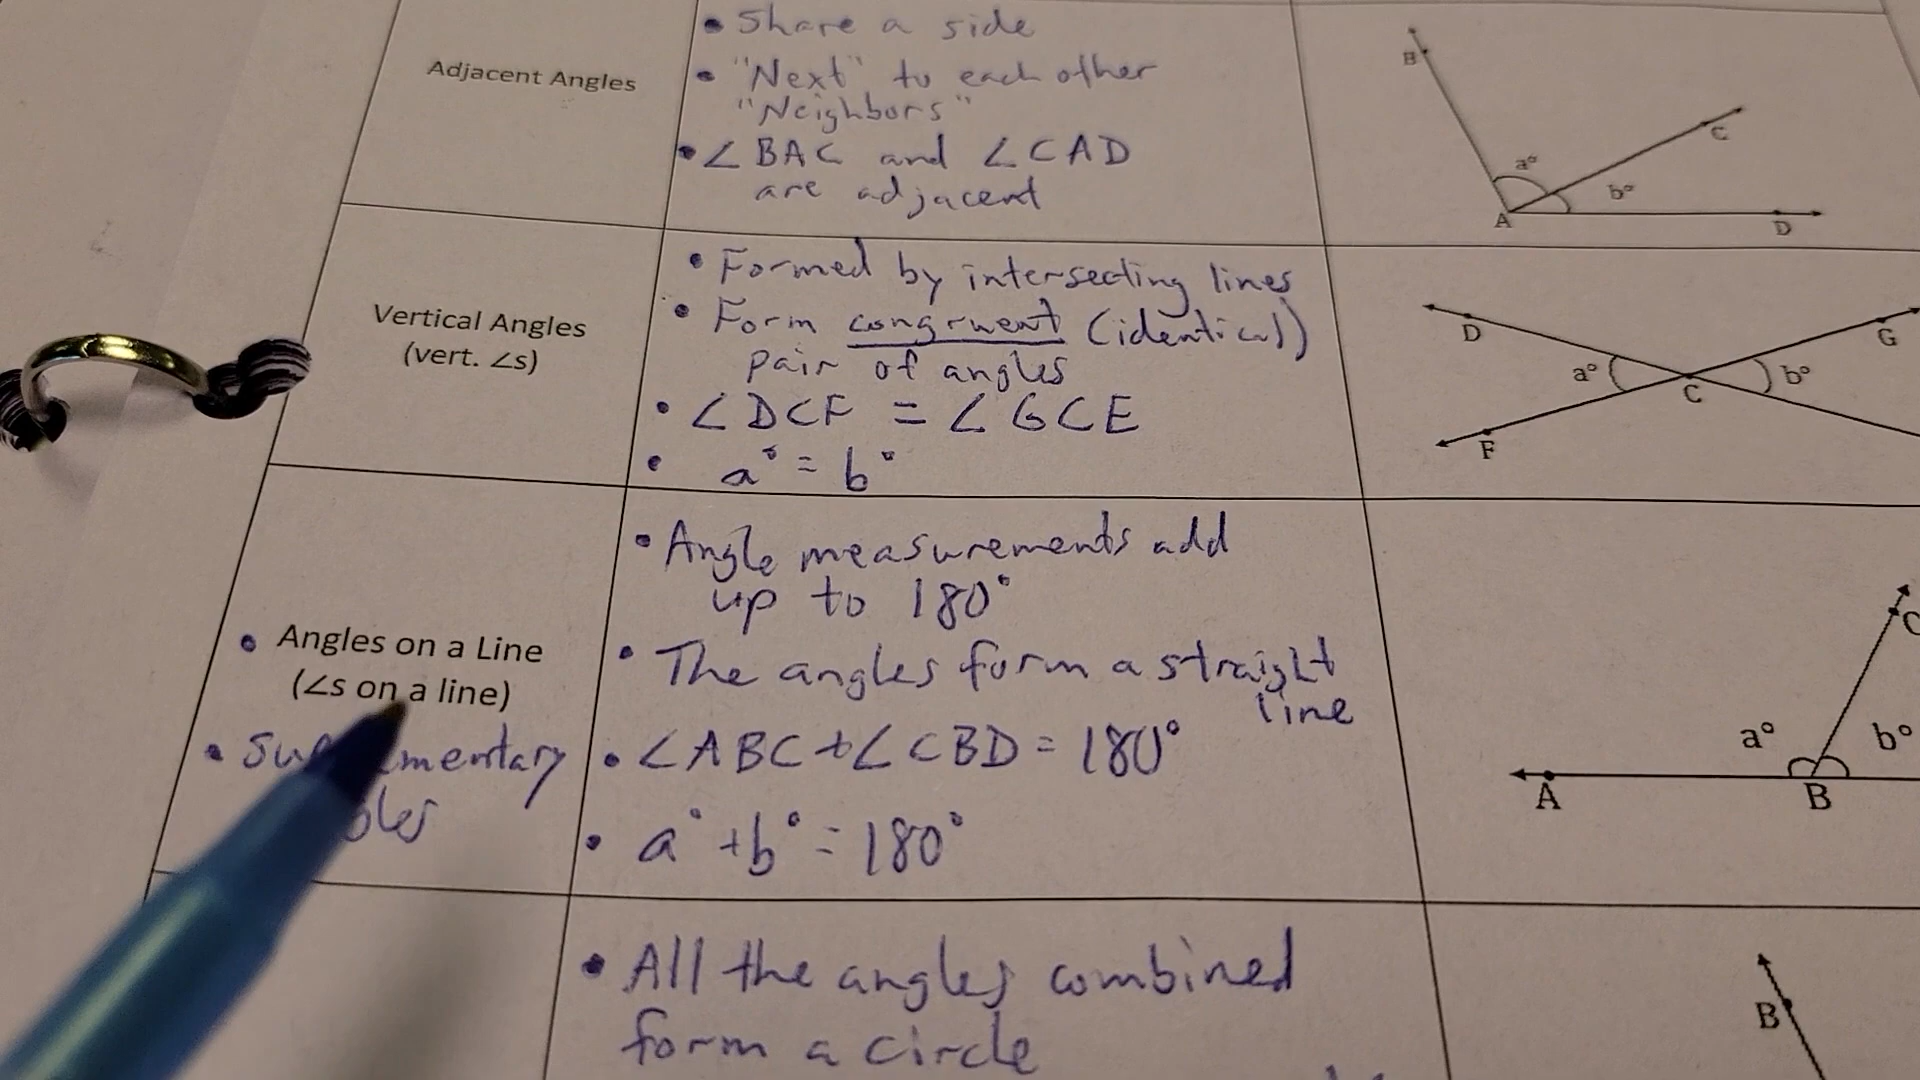 Adjacent Angles
• Share a side
• "Next" to each other
"Neighbors"
• ∠BAC and ∠CAD
are adjacent
B
C
a°
b°
A
D
Vertical Angles
(vert. ∠s)
• Formed by intersecting lines
• Form congruent (identical)
pair of angles
• ∠DCF = ∠GCE
• a° = b°
D
G
a°
b°
C
F
• Angles on a Line
(∠s on a line)
•
• Angle measurements add
up to 180°
• The angles form a straight
line
• ∠ABC + ∠CBD = 180°
• a° + b° = 180°
C
a°
b°
A
B
• All the angles combined
form a circle
B